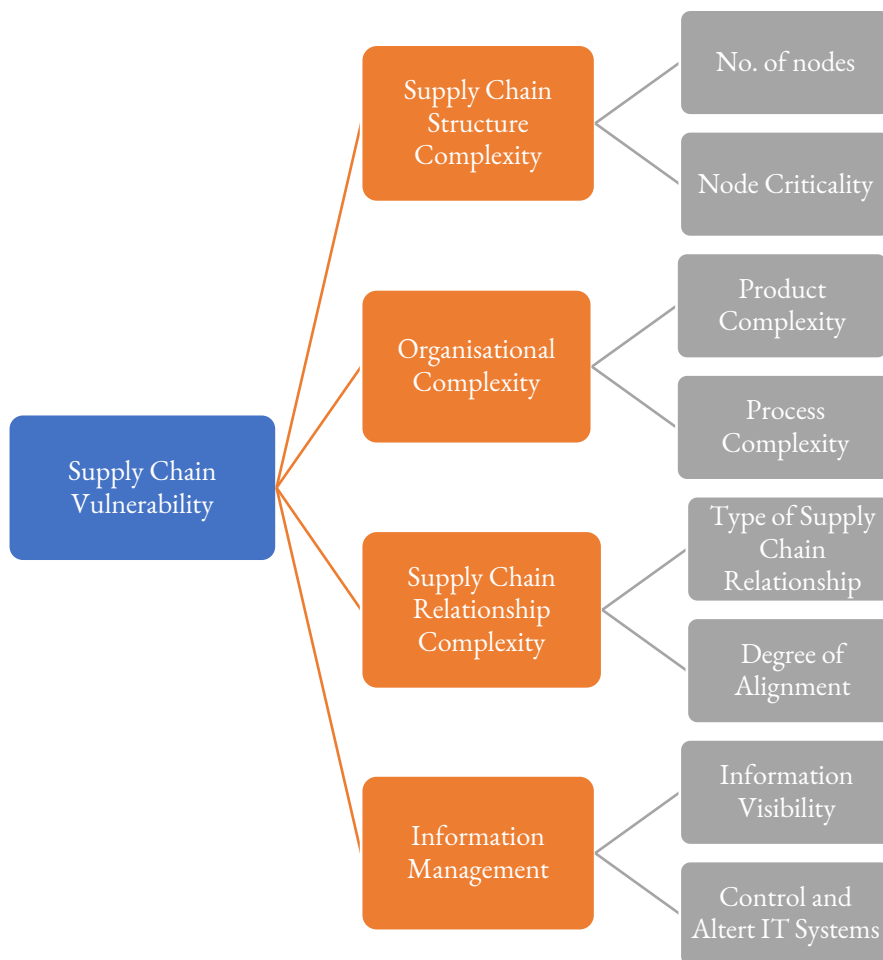 Supply Chain
Vulnerability
Supply Chain
Structure
Complexity
No. of nodes
Node Criticality
Organisational
Complexity
Product
Complexity
Process
Complexity
Supply Chain
Relationship
Complexity
Type of Supply
Chain
Relationship
Degree of
Alignment
Information
Management
Information
Visibility
Control and
Altert IT Systems